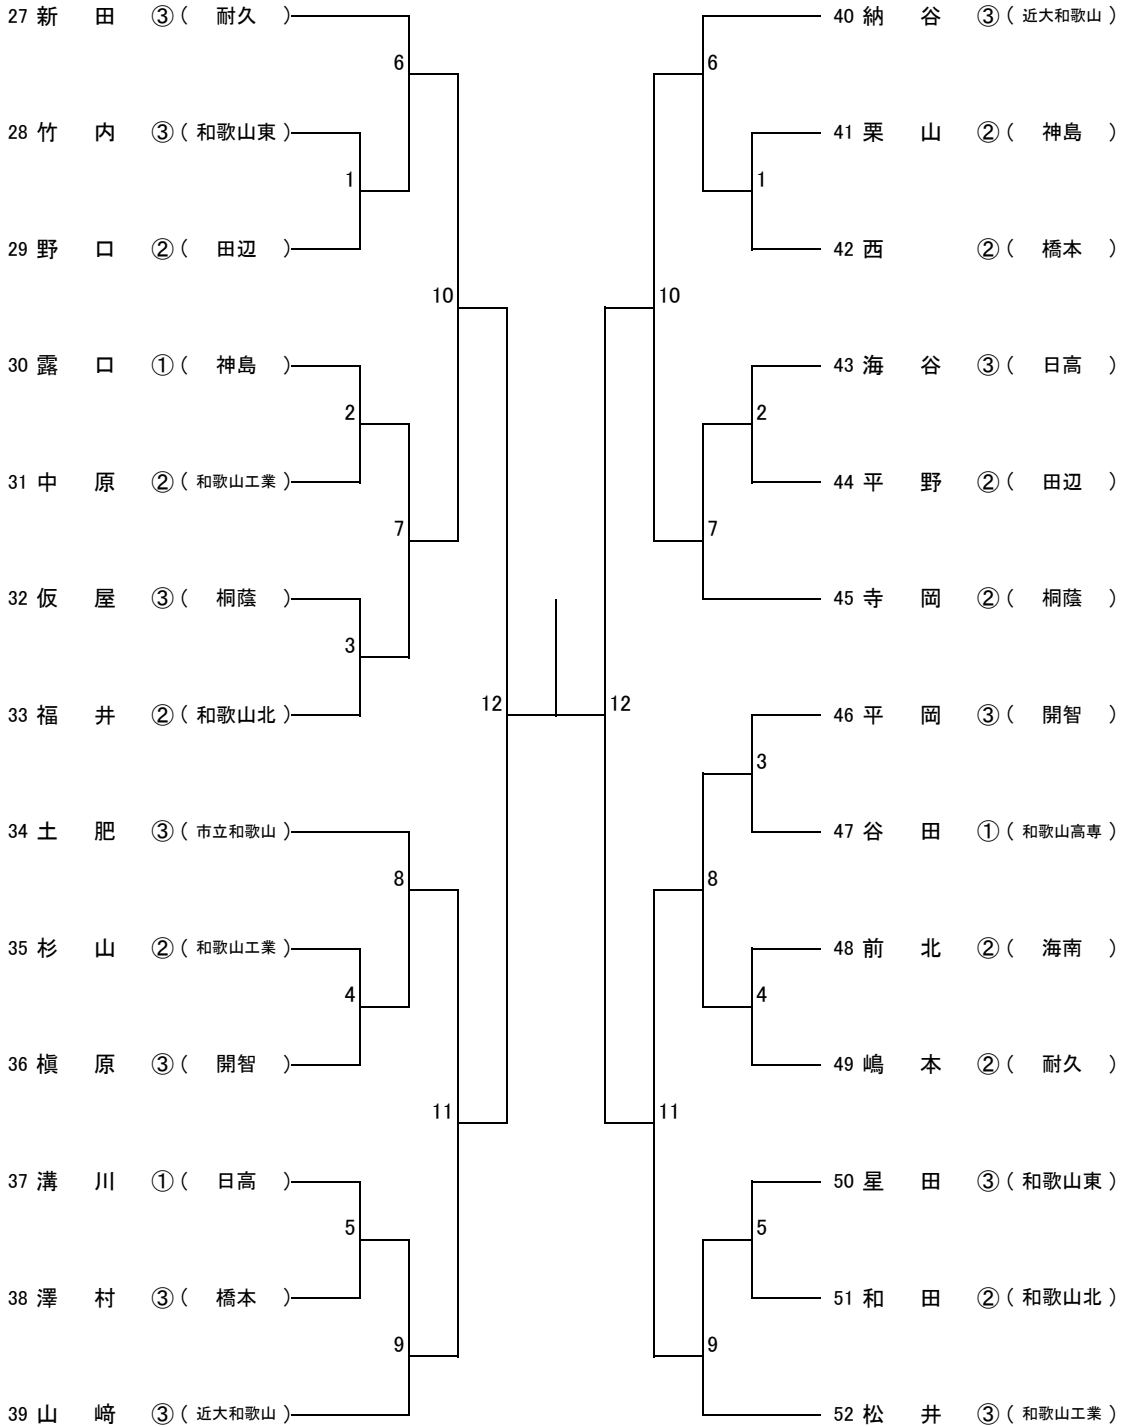 27 新 田 ③ ( 耐久 )
6
28 竹 内 ③ ( 和歌山東 )
1
29 野 口 ② ( 田辺 )
10
30 露 口 ① ( 神島 )
2
31 中 原 ② ( 和歌山工業 )
7
32 仮 屋 ③ ( 桐蔭 )
3
33 福 井 ② ( 和歌山北 )
12
34 土 肥 ③ ( 市立和歌山 )
8
35 杉 山 ② ( 和歌山工業 )
4
36 槇 原 ③ ( 開智 )
11
37 溝 川 ① ( 日高 )
5
38 澤 村 ③ ( 橋本 )
9
39 山 﨑 ③ ( 近大和歌山 )
40 納 谷 ③ ( 近大和歌山 )
6
41 栗 山 ② ( 神島 )
1
42 西 ② ( 橋本 )
10
43 海 谷 ③ ( 日高 )
2
44 平 野 ② ( 田辺 )
7
45 寺 岡 ② ( 桐蔭 )
12
46 平 岡 ③ ( 開智 )
3
47 谷 田 ① ( 和歌山高専 )
8
48 前 北 ② ( 海南 )
4
49 嶋 本 ② ( 耐久 )
11
50 星 田 ③ ( 和歌山東 )
5
51 和 田 ② ( 和歌山北 )
9
52 松 井 ③ ( 和歌山工業 )